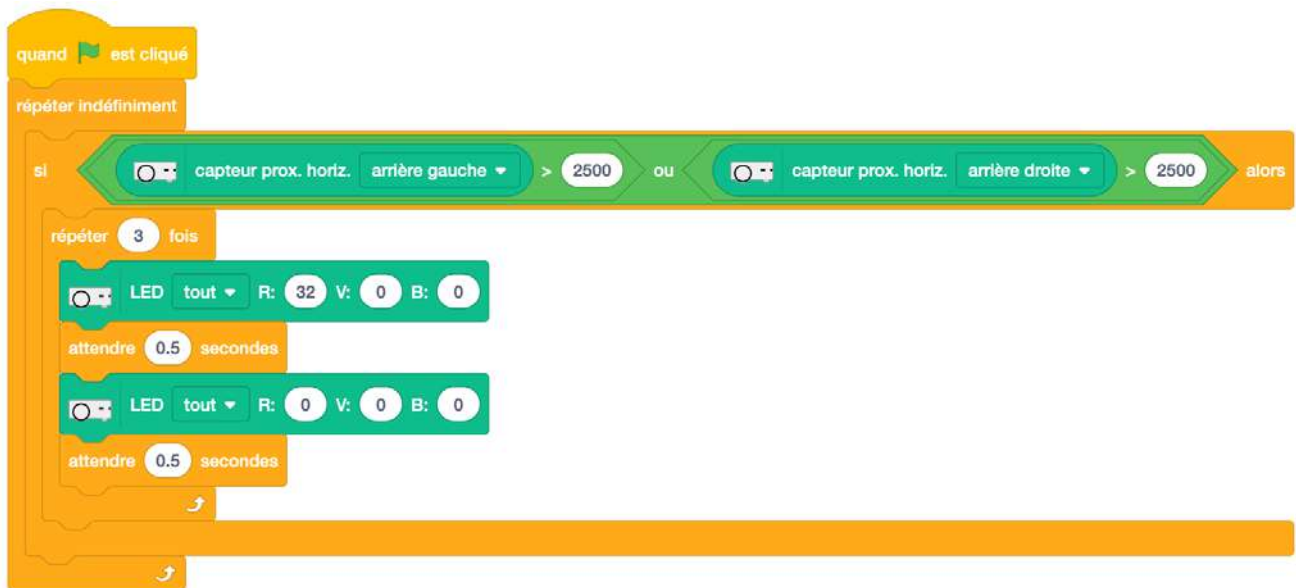 quand est cliqué
répéter indéfiniment
si capteur prox. horiz. arrière gauche > 2500 ou capteur prox. horiz. arrière droite > 2500 alors
répéter 3 fois
LED tout R: 32 V: 0 B: 0
attendre 0.5 secondes
LED tout R: 0 V: 0 B: 0
attendre 0.5 secondes